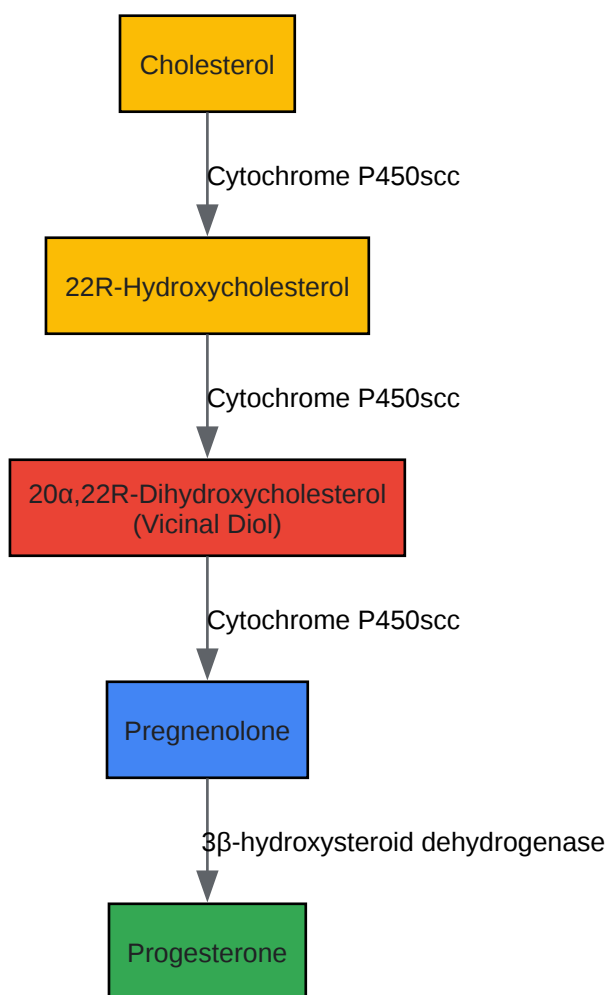 Cholesterol
Cytochrome P450scc
22R-Hydroxycholesterol
Cytochrome P450scc
20α,22R-Dihydroxycholesterol
(Vicinal Diol)
Cytochrome P450scc
Pregnenolone
3β-hydroxysteroid dehydrogenase
Progesterone